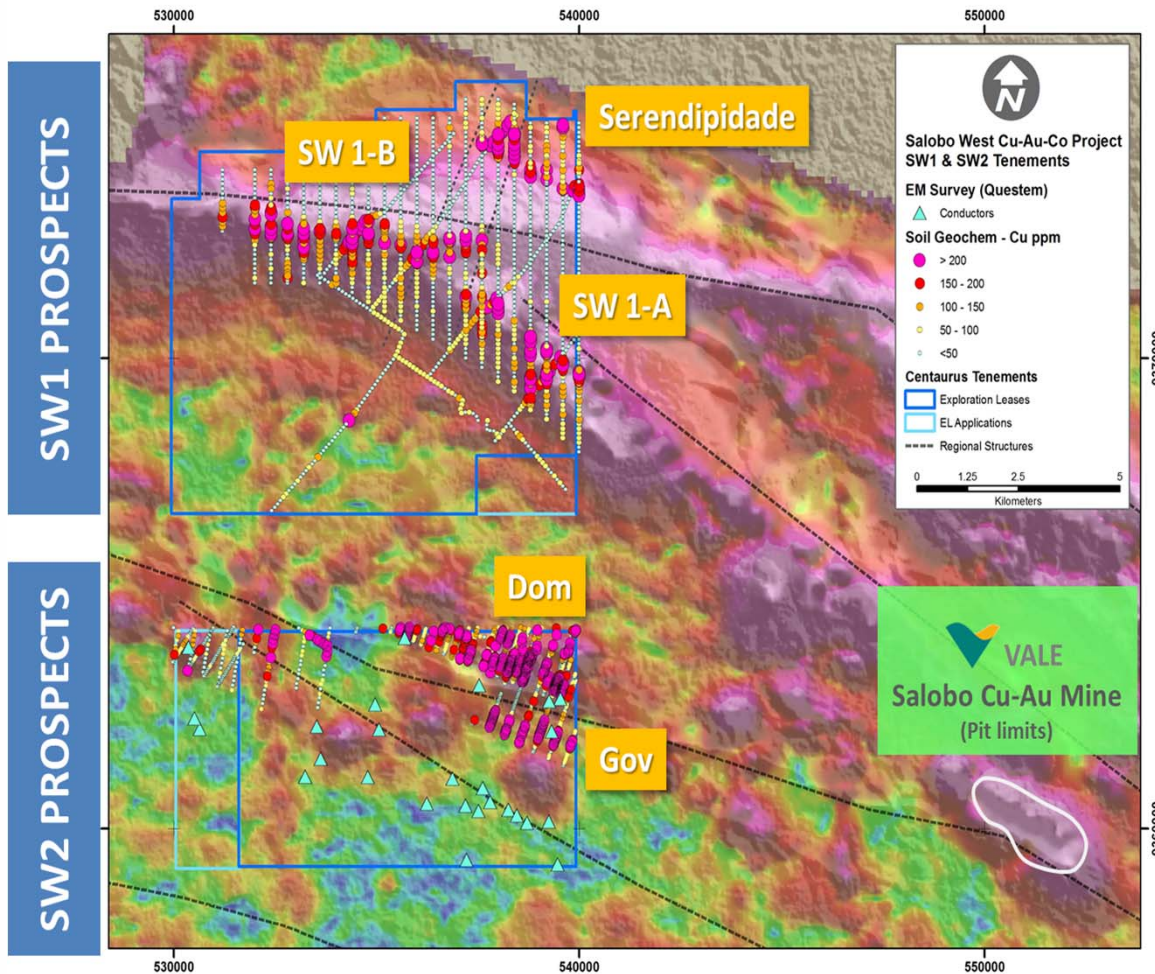 530000
540000
550000
SW1 PROSPECTS
SW2 PROSPECTS
Serendipidade
SW 1-B
SW 1-A
Dom
Gov
N
Salobo West Cu-Au-Co Project
SW1 & SW2 Tenements
EM Survey (Questem)
Conductors
Soil Geochem - Cu ppm
> 200
150 - 200
100 - 150
50 - 100
<50
Centaurus Tenements
Exploration Leases
EL Applications
Regional Structures
0 1.25 2.5 5
Kilometers
VALE
Salobo Cu-Au Mine
(Pit limits)
9370000
9360000
530000
540000
550000